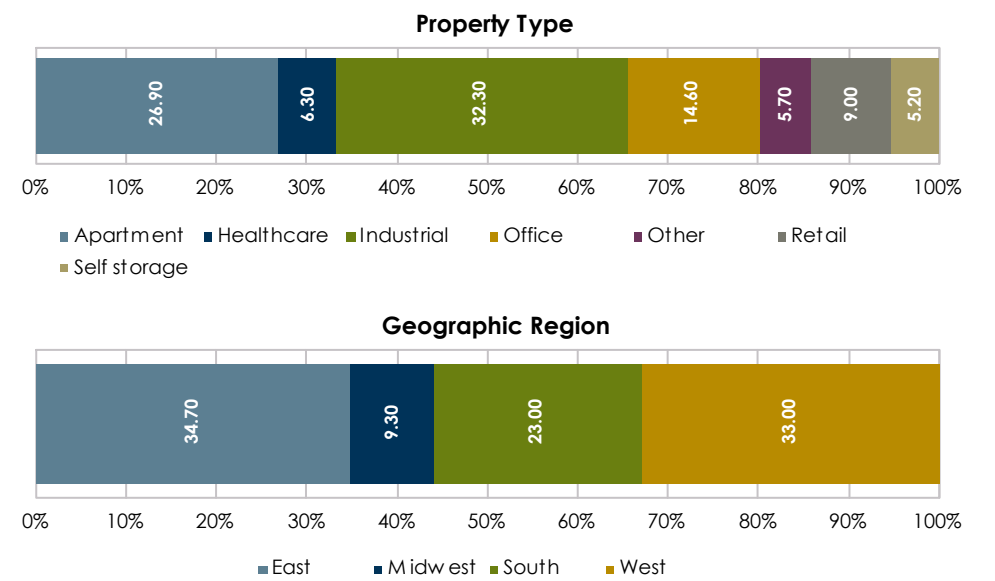 Property Type
26.90 6.30 32.30 14.60 5.70 9.00 5.20
0% 10% 20% 30% 40% 50% 60% 70% 80% 90% 100%
Apartment Healthcare Industrial Office Other Retail
Self storage
Geographic Region
34.70 9.30 23.00 33.00
0% 10% 20% 30% 40% 50% 60% 70% 80% 90% 100%
East Midwest South West